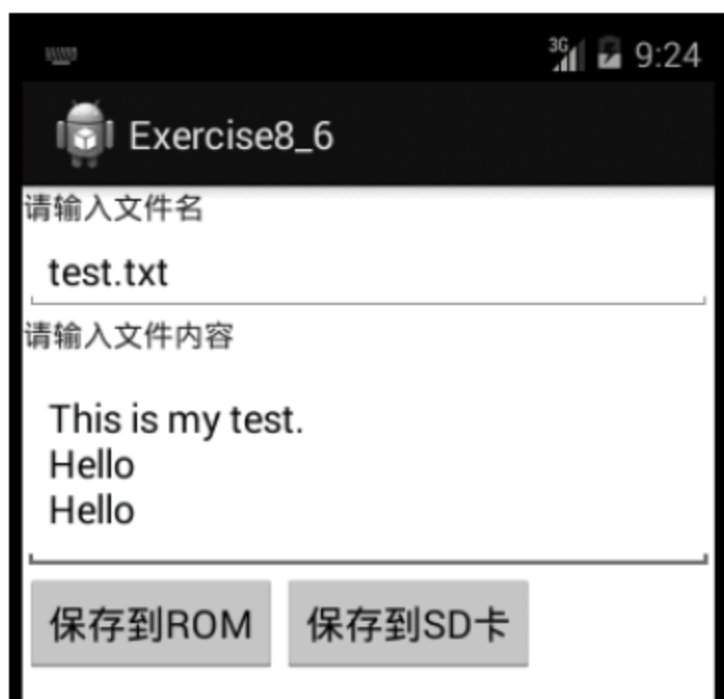 3G 9:24
Exercise8_6
请输入文件名
test.txt
请输入文件内容
This is my test.
Hello
Hello
保存到ROM 保存到SD卡